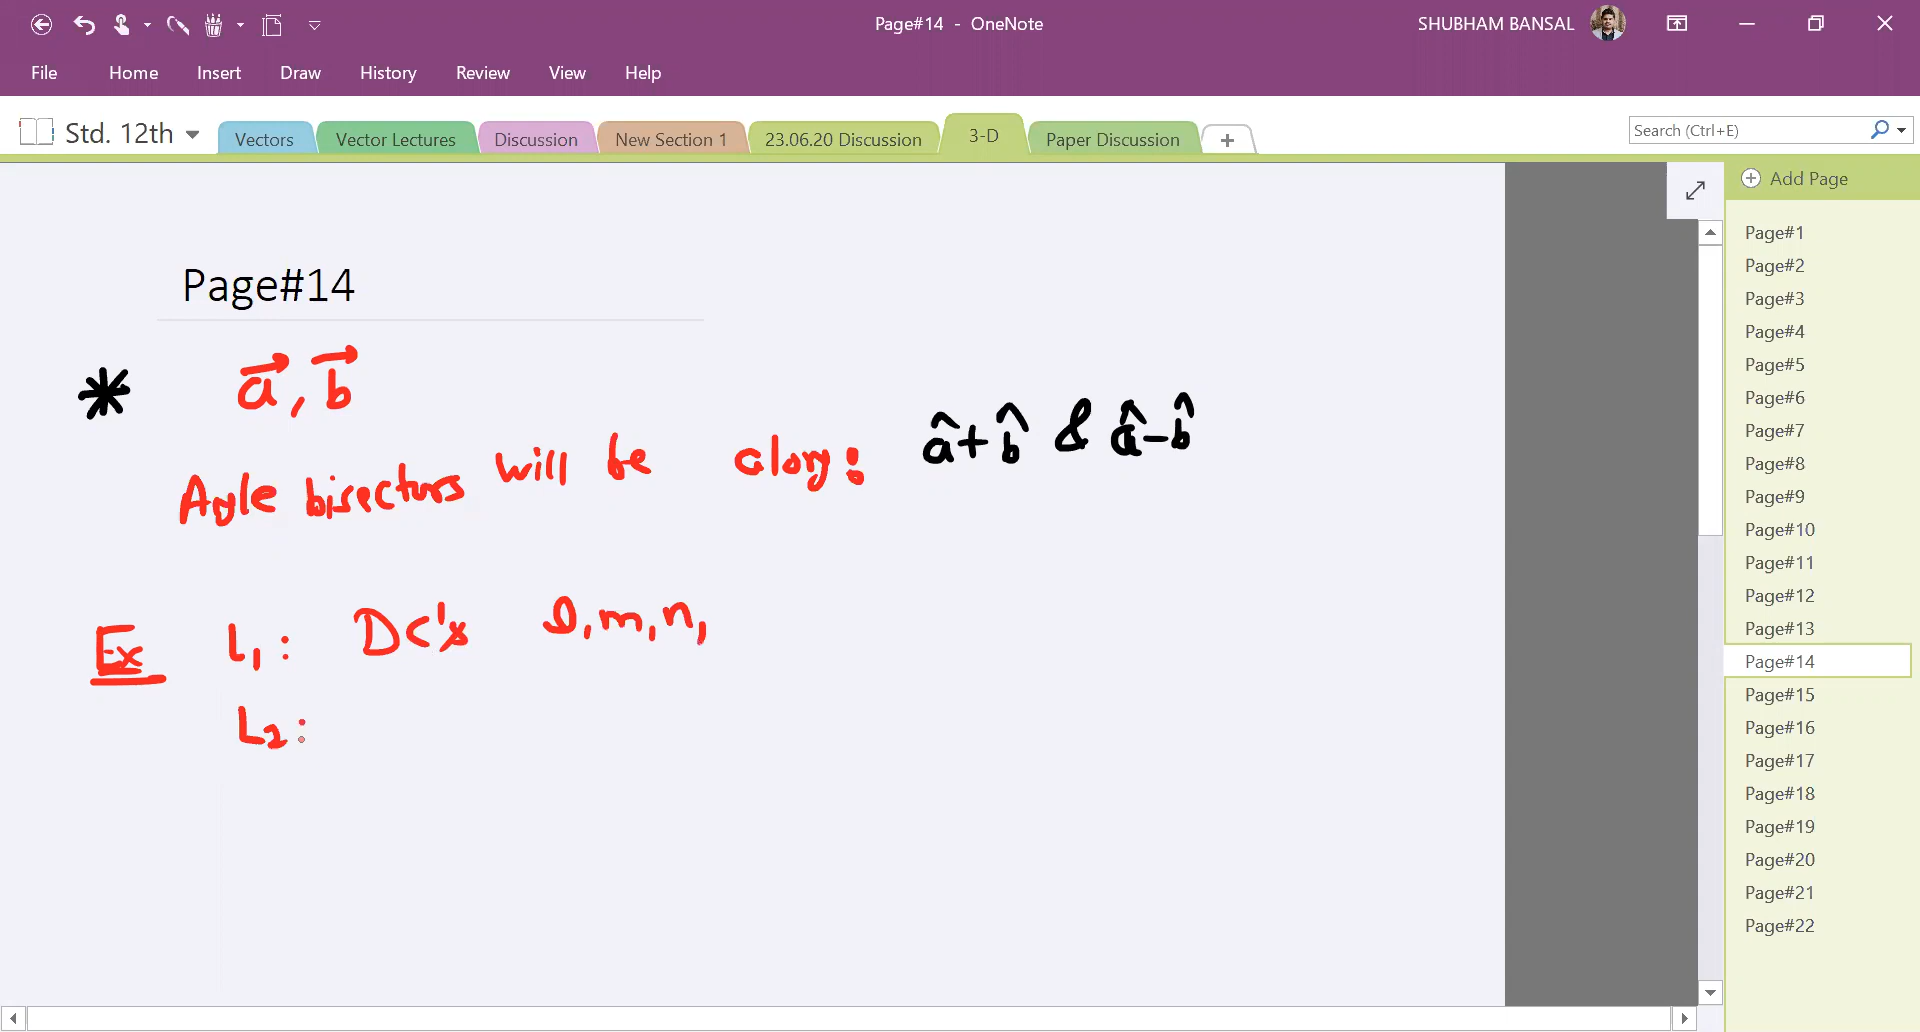 Page#14 - OneNote
SHUBHAM BANSAL
File Home Insert Draw History Review View Help
Std. 12th
Vectors
Vector Lectures
Discussion
New Section 1
23.06.20 Discussion
3-D
Paper Discussion
Search (Ctrl+E)
Add Page
Page#14
* a⃗, b⃗
Angle bisectors will be along: â+b̂ & â-b̂
Ex L₁: DC's l₁m₁n₁
L₂:
Page#1
Page#2
Page#3
Page#4
Page#5
Page#6
Page#7
Page#8
Page#9
Page#10
Page#11
Page#12
Page#13
Page#14
Page#15
Page#16
Page#17
Page#18
Page#19
Page#20
Page#21
Page#22